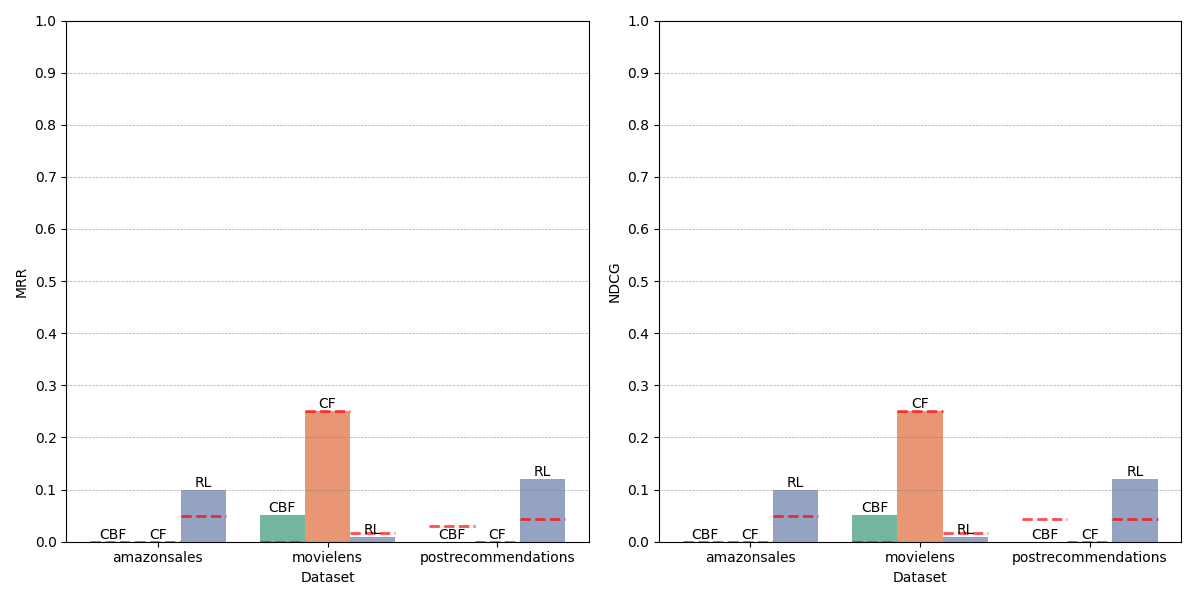 1.0
0.9
0.8
0.7
0.6
0.5
0.4
0.3
0.2
0.1
0.0
MRR
CBF
CF
RL
CBF
CF
RL
CBF
CF
RL
amazonsales
movielens
postrecommendations
Dataset
1.0
0.9
0.8
0.7
0.6
0.5
0.4
0.3
0.2
0.1
0.0
NDCG
CBF
CF
RL
CBF
CF
RL
CBF
CF
RL
amazonsales
movielens
postrecommendations
Dataset